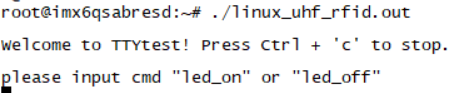 root@imx6qsabresd:~# ./linux_uhf_rfid.out
Welcome to TTYtest! Press Ctrl + 'c' to stop.
please input cmd "led_on" or "led_off"